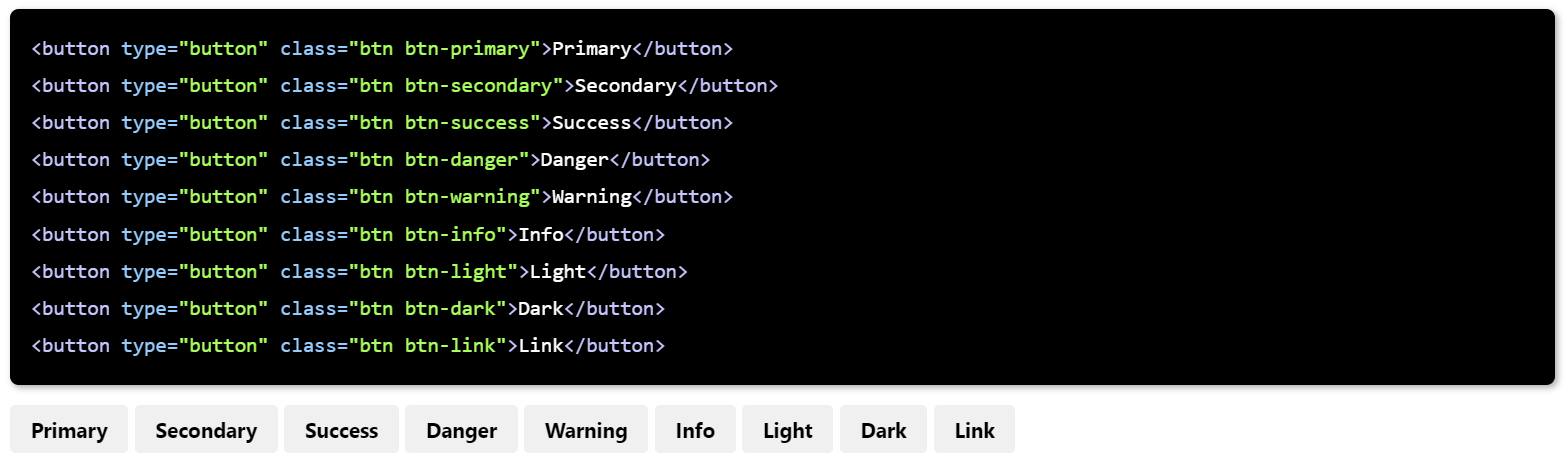 <button type="button" class="btn btn-primary">Primary</button>
<button type="button" class="btn btn-secondary">Secondary</button>
<button type="button" class="btn btn-success">Success</button>
<button type="button" class="btn btn-danger">Danger</button>
<button type="button" class="btn btn-warning">Warning</button>
<button type="button" class="btn btn-info">Info</button>
<button type="button" class="btn btn-light">Light</button>
<button type="button" class="btn btn-dark">Dark</button>
<button type="button" class="btn btn-link">Link</button>
Primary Secondary Success Danger Warning Info Light Dark Link